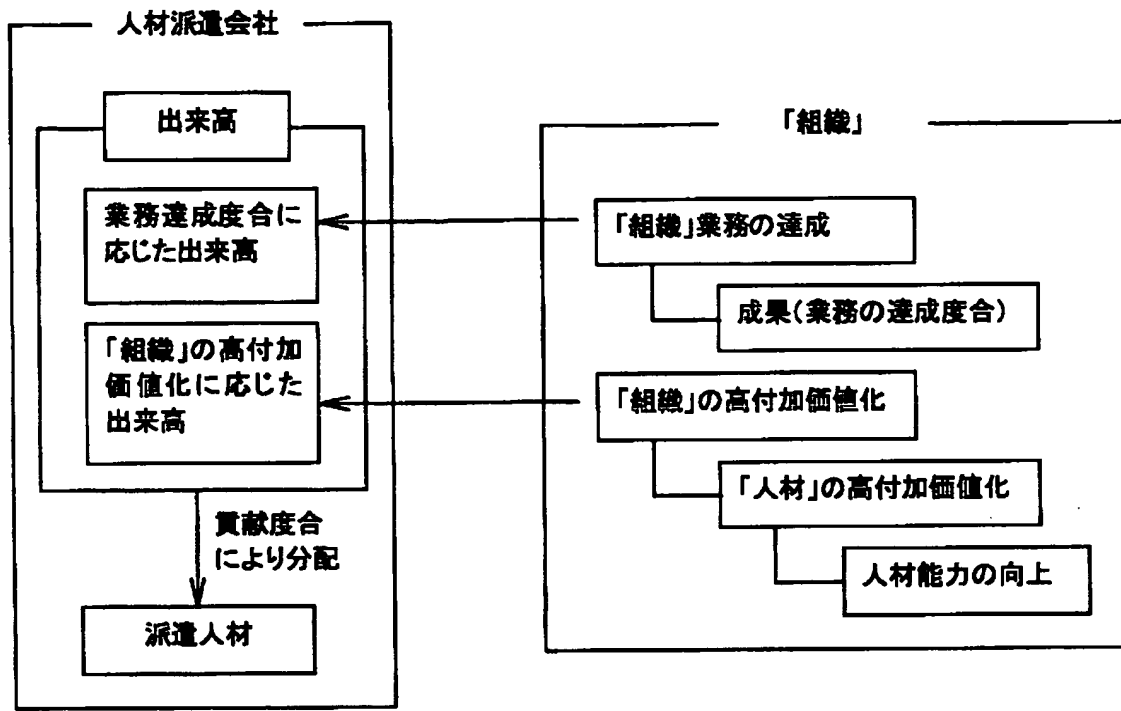 人材派遣会社
出来高
業務達成度合に
応じた出来高
「組織」の高付加
価値化に応じた
出来高
貢献度合
により分配
派遣人材
「組織」
「組織」業務の達成
成果(業務の達成度合)
「組織」の高付加価値化
「人材」の高付加価値化
人材能力の向上